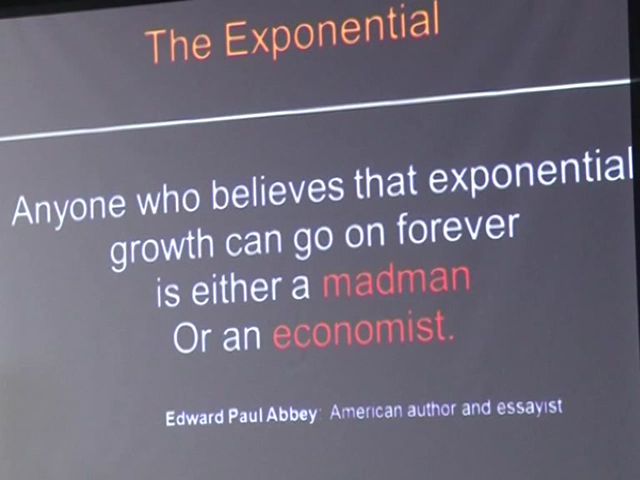 The Exponential
Anyone who believes that exponential
growth can go on forever
is either a madman
Or an economist.
Edward Paul Abbey: American author and essayist